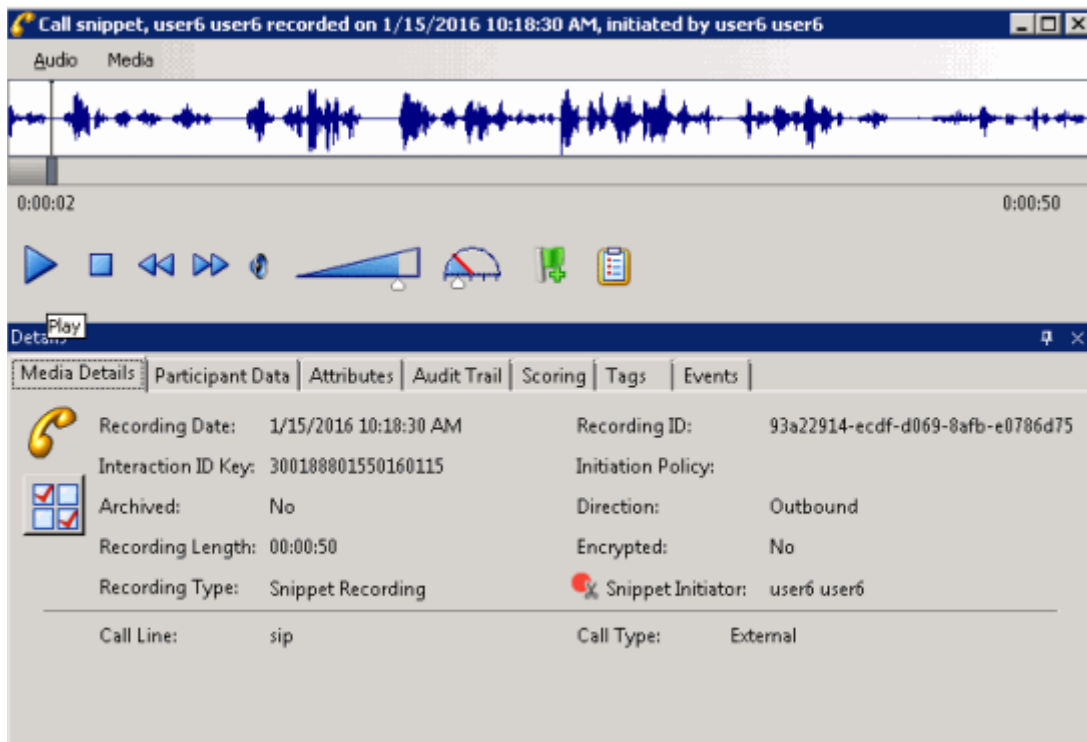 Call snippet, user6 user6 recorded on 1/15/2016 10:18:30 AM, initiated by user6 user6
Audio Media
0:00:02 0:00:50
Play
Media Details Participant Data Attributes Audit Trail Scoring Tags Events
Recording Date: 1/15/2016 10:18:30 AM Recording ID: 93a22914-ecdf-d069-8afb-e0786d75
Interaction ID Key: 300188801550160115 Initiation Policy:
Archived: No Direction: Outbound
Recording Length: 00:00:50 Encrypted: No
Recording Type: Snippet Recording Snippet Initiator: user6 user6
Call Line: sip Call Type: External